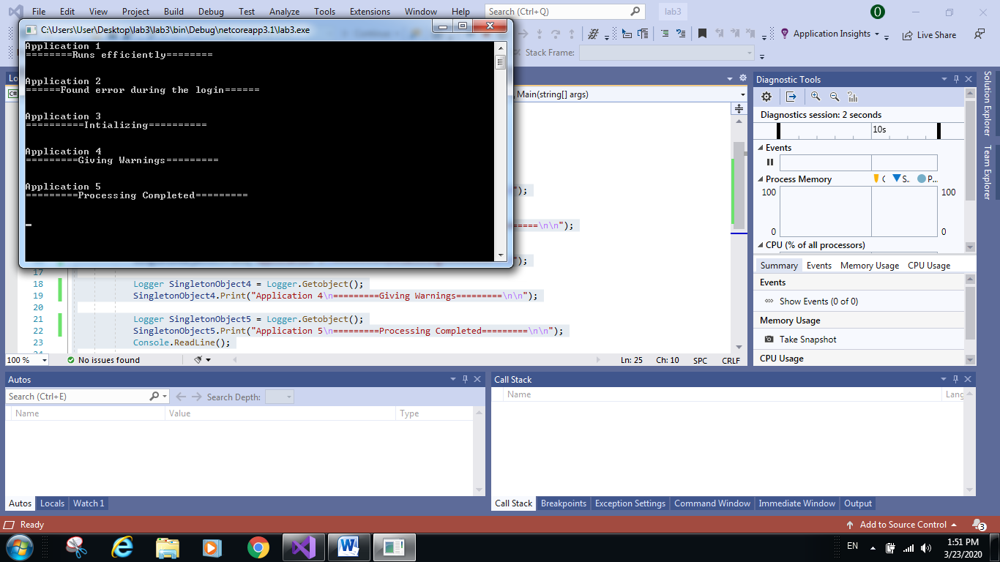 File Edit View Project Build Debug Test Analyze Tools Extensions Window Help Search (Ctrl+Q) lab3
C:\Users\User\Desktop\lab3\lab3\bin\Debug\netcoreapp3.1\lab3.exe
Application Insights
Live Share
Stack Frame:
Application 1
========Runs efficiently========
Application 2
======Found error during the login======
Application 3
==========Intializing==========
Application 4
=========Giving Warnings=========
Application 5
=========Processing Completed=========
C#
Main(string[] args)
");
=====\n\n");
");
17
18 Logger SingletonObject4 = Logger.Getobject();
19 SingletonObject4.Print("Application 4\n=========Giving Warnings=========\n\n");
20
21 Logger SingletonObject5 = Logger.Getobject();
22 SingletonObject5.Print("Application 5\n=========Processing Completed=========\n\n");
23 Console.ReadLine();
100 % No issues found Ln: 25 Ch: 10 SPC CRLF
Diagnostic Tools
Diagnostics session: 2 seconds
10s
Events
Process Memory C S.. P...
100 100
0 0
CPU (% of all processors)
Summary Events Memory Usage CPU Usage
Events
Show Events (0 of 0)
Memory Usage
Take Snapshot
CPU Usage
Solution Explorer
Team Explorer
Autos
Search (Ctrl+E) Search Depth:
Name Value Type
Autos Locals Watch 1
Call Stack
Name Lang
Call Stack Breakpoints Exception Settings Command Window Immediate Window Output
Ready Add to Source Control 3
EN 1:51 PM
3/23/2020